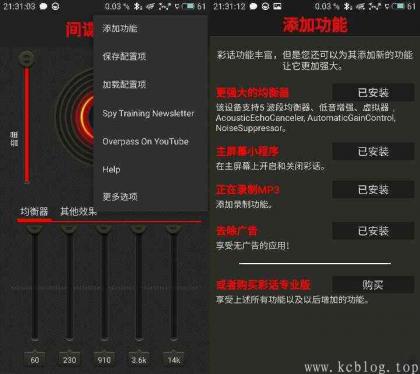 21:31:03
0.03 %
61
间谍
添加功能
保存配置项
加载配置项
Spy Training Newsletter
Overpass On YouTube
Help
更多选项
音量
均衡器
其他效果
60
230
910
3.6k
14k
21:31:12
0.03 %
61
添加功能
彩话功能丰富，但是您还可以为其添加新的功能
让它更加强大。
更强大的均衡器
已安装
该设备支持5 波段均衡器、低音增强、虚拟器，
AcousticEchoCanceler, AutomaticGainControl,
NoiseSuppressor。
主屏幕小程序
已安装
在主屏幕上开启和关闭彩话。
正在录制MP3
已安装
添加录制功能。
去除广告
已安装
享受无广告的应用！
或者购买彩话专业版
购买
享受上述所有功能以及以后增加的功能。
www.kcblog.top